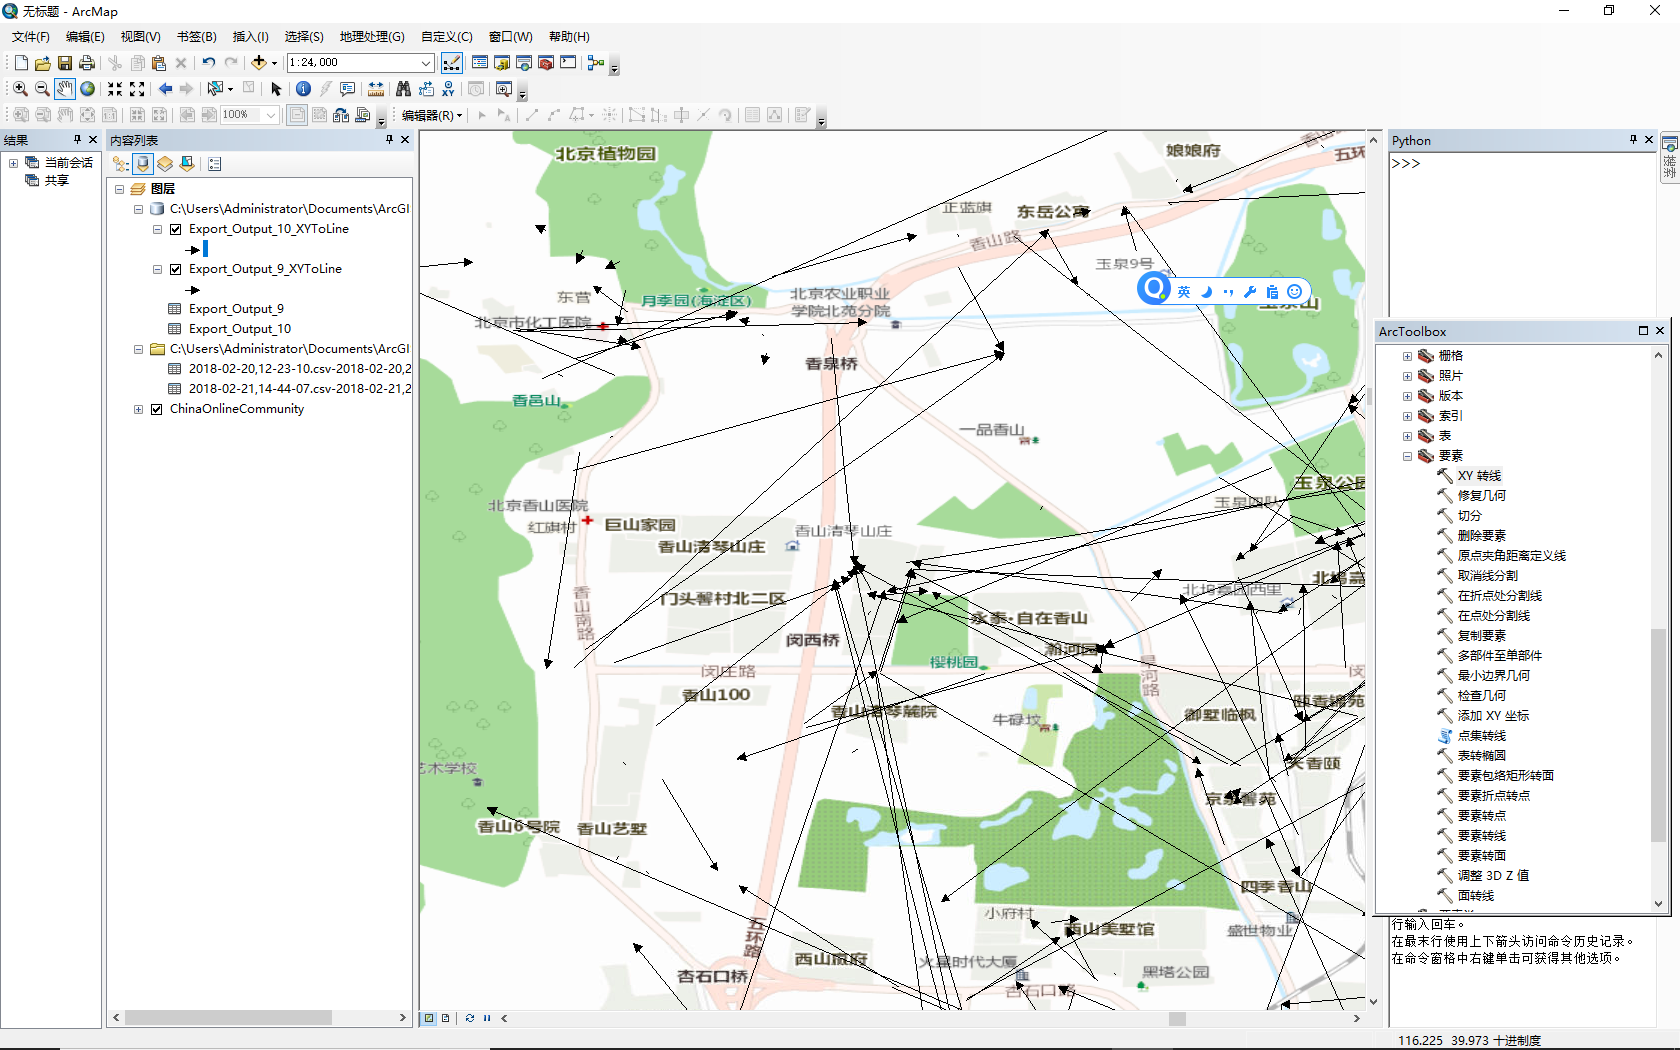 无标题 - ArcMap
文件(F) 编辑(E) 视图(V) 书签(B) 插入(I) 选择(S) 地理处理(G) 自定义(C) 窗口(W) 帮助(H)
1:24,000
100%
编辑器(R)
结果
当前会话
共享
内容列表
图层
C:\Users\Administrator\Documents\ArcGI
Export_Output_10_XYToLine
Export_Output_9_XYToLine
Export_Output_9
Export_Output_10
C:\Users\Administrator\Documents\ArcGI
2018-02-20,12-23-10.csv-2018-02-20,2
2018-02-21,14-44-07.csv-2018-02-21,2
ChinaOnlineCommunity
北京植物园
娘娘府
五环
正蓝旗
东岳公寓
香山路
玉泉9号
东营
月季园(海淀区)
北京农业职业
学院北苑分院
北京市化工医院
英
香泉桥
香邑山
一品香山
玉泉公园
玉泉四队
北京香山医院
红旗村
巨山家园
香山清琴山庄
香山清琴山庄
门头馨村北二区
香山南路
闵西桥
永泰·自在香山
北坞嘉园西里
北坞嘉
瀚河园
樱桃园
闵庄路
旱河路
香山100
香山清琴麓院
牛碌坟
御墅临枫
颐香锦苑
天香颐
艺术学校
香山6号院
香山艺墅
京泉馨苑
四季香山
小府村
西山美墅馆
盛世物业
五环路
西山政府
火星时代大厦
黑塔公园
杏石口桥
杏石口路
Python
>>>
ArcToolbox
栅格
照片
版本
索引
表
要素
XY 转线
修复几何
切分
删除要素
原点夹角距离定义线
取消线分割
在折点处分割线
在点处分割线
复制要素
多部件至单部件
最小边界几何
检查几何
添加 XY 坐标
点集转线
表转椭圆
要素包络矩形转面
要素折点转点
要素转点
要素转线
要素转面
调整 3D Z 值
面转线
行输入回车。
在最末行使用上下箭头访问命令历史记录。
在命令窗格中右键单击可获得其他选项。
116.225 39.973 十进制度